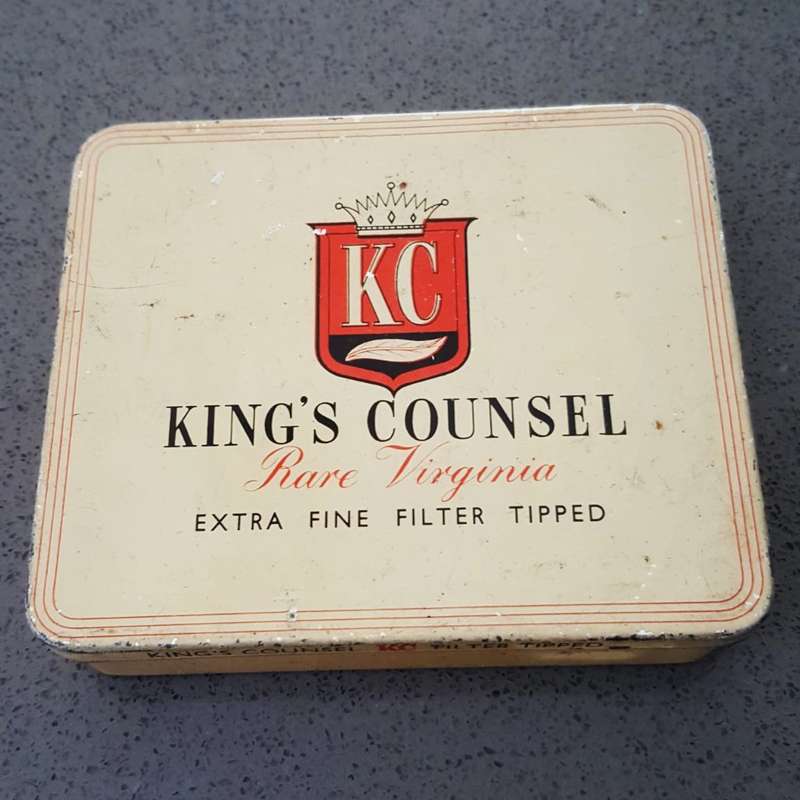 KC
KING'S COUNSEL
Rare Virginia
EXTRA FINE FILTER TIPPED
KING'S COUNSEL KC FILTER TIPPED